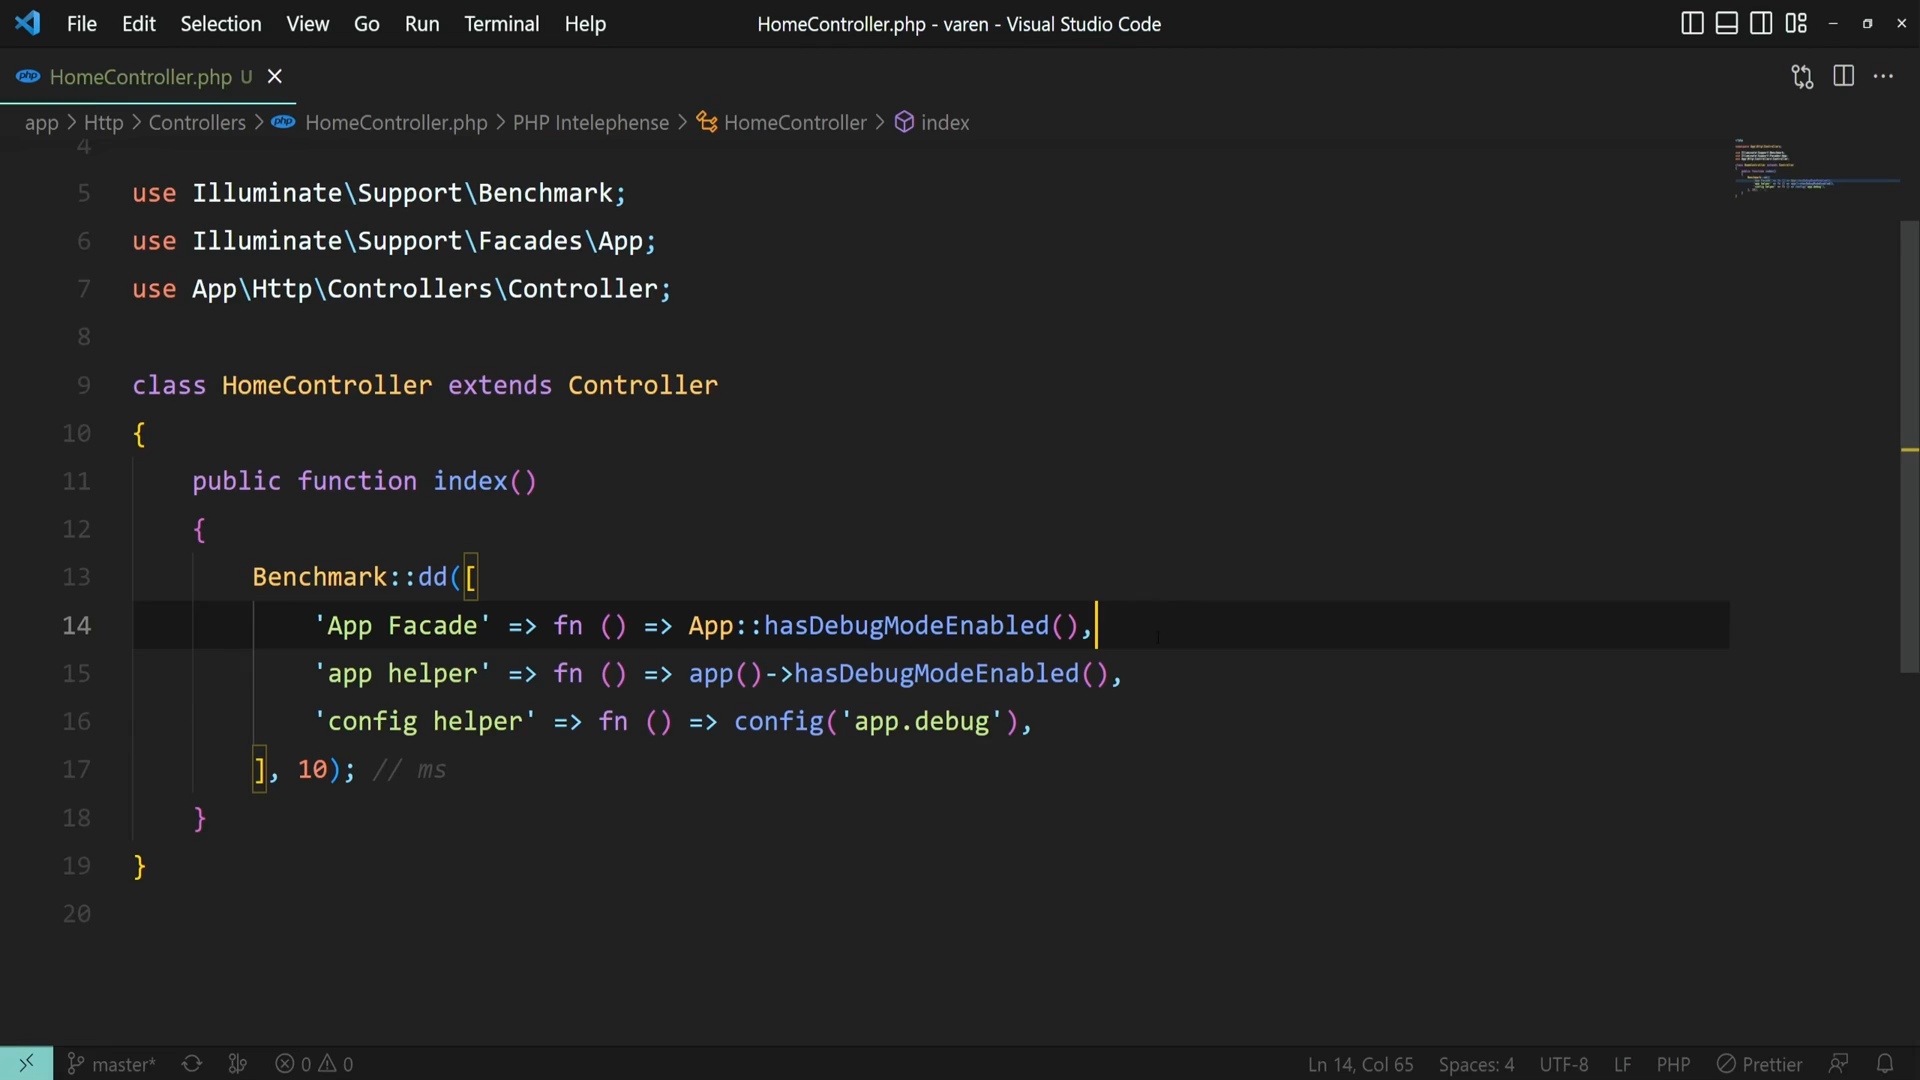 File Edit Selection View Go Run Terminal Help HomeController.php - varen - Visual Studio Code
php HomeController.php U
app > Http > Controllers > php HomeController.php > PHP Intelephense > HomeController > index
4
5 use Illuminate\Support\Benchmark;
6 use Illuminate\Support\Facades\App;
7 use App\Http\Controllers\Controller;
8
9 class HomeController extends Controller
10 {
11 public function index()
12 {
13 Benchmark::dd([
14 'App Facade' => fn () => App::hasDebugModeEnabled(),
15 'app helper' => fn () => app()->hasDebugModeEnabled(),
16 'config helper' => fn () => config('app.debug'),
17 ], 10); // ms
18 }
19 }
20
master* 0 0 Ln 14, Col 65 Spaces: 4 UTF-8 LF PHP Prettier